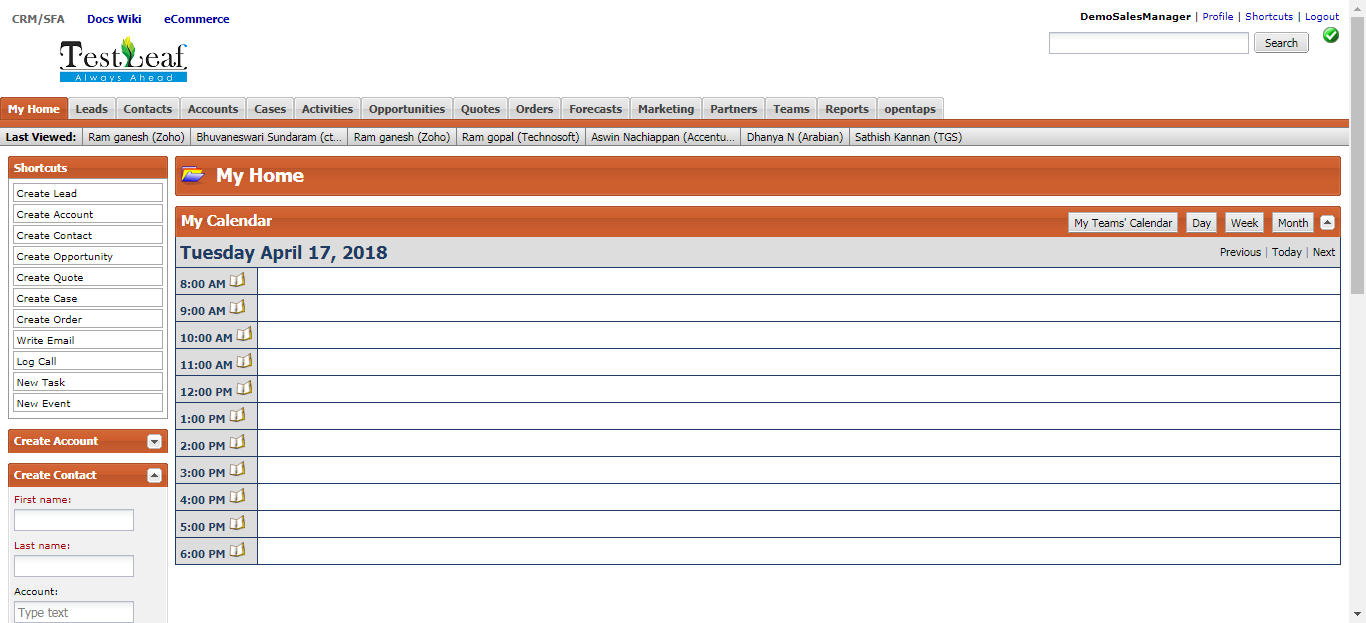 CRM/SFA Docs Wiki eCommerce
DemoSalesManager | Profile | Shortcuts | Logout
Search
TestLeaf
Always Ahead
My Home Leads Contacts Accounts Cases Activities Opportunities Quotes Orders Forecasts Marketing Partners Teams Reports opentaps
Last Viewed: Ram ganesh (Zoho) Bhuvaneswari Sundaram (ct... Ram ganesh (Zoho) Ram gopal (Technosoft) Aswin Nachiappan (Accentu... Dhanya N (Arabian) Sathish Kannan (TGS)
Shortcuts
Create Lead
Create Account
Create Contact
Create Opportunity
Create Quote
Create Case
Create Order
Write Email
Log Call
New Task
New Event
Create Account
Create Contact
First name:
Last name:
Account:
Type text
My Home
My Calendar My Teams' Calendar Day Week Month
Tuesday April 17, 2018 Previous | Today | Next
8:00 AM
9:00 AM
10:00 AM
11:00 AM
12:00 PM
1:00 PM
2:00 PM
3:00 PM
4:00 PM
5:00 PM
6:00 PM